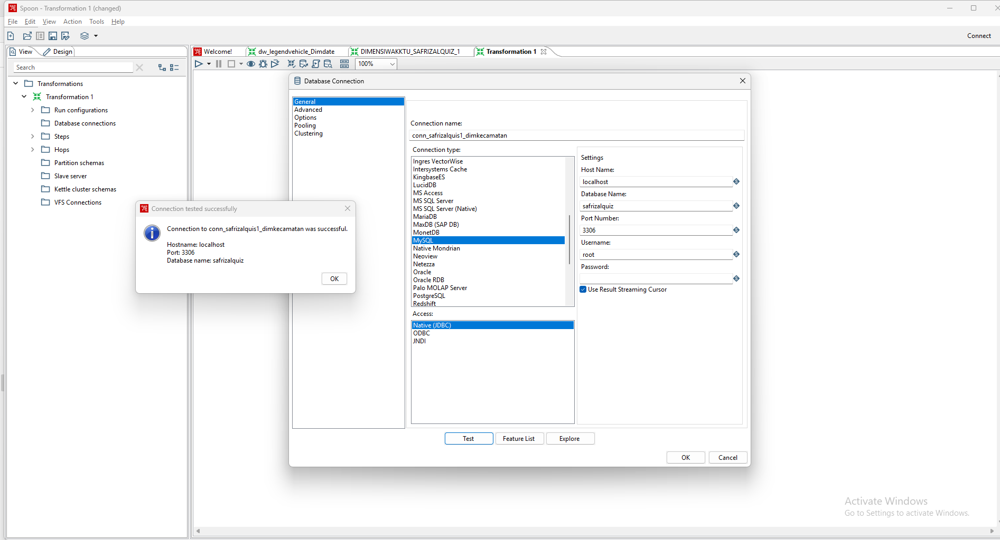 Spoon - Transformation 1 (changed)
File Edit View Action Tools Help
Connect
View Design
Welcome! dw_legendvehicle_Dimdate DIMENSIWAKKTU_SAFRIZALQUIZ_1 Transformation 1
100%
Search
Transformations
Transformation 1
Run configurations
Database connections
Steps
Hops
Partition schemas
Slave server
Kettle cluster schemas
VFS Connections
Database Connection
General
Advanced
Options
Pooling
Clustering
Connection name:
conn_safrizalquis1_dimkecamatan
Connection type:
Ingres VectorWise
Intersystems Cache
KingbaseES
LucidDB
MS Access
MS SQL Server
MS SQL Server (Native)
MariaDB
MaxDB (SAP DB)
MonetDB
MySQL
Native Mondrian
Neoview
Netezza
Oracle
Oracle RDB
Palo MOLAP Server
PostgreSQL
Redshift
Access:
Native (JDBC)
ODBC
JNDI
Settings
Host Name:
localhost
Database Name:
safrizalquiz
Port Number:
3306
Username:
root
Password:
Use Result Streaming Cursor
Test Feature List Explore
OK Cancel
Connection tested successfully
Connection to conn_safrizalquis1_dimkecamatan was successful.
Hostname: localhost
Port: 3306
Database name: safrizalquiz
OK
Activate Windows
Go to Settings to activate Windows.